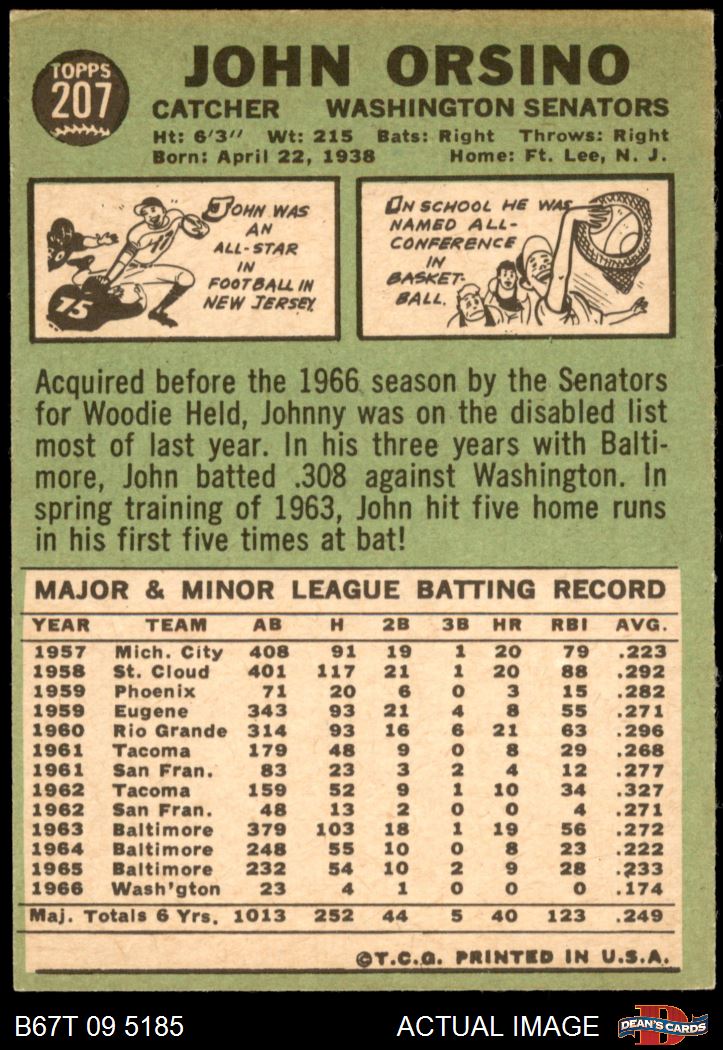 TOPPS
207
JOHN ORSINO
CATCHER WASHINGTON SENATORS
Ht: 6'3" Wt: 215 Bats: Right Throws: Right
Born: April 22, 1938 Home: Ft. Lee, N. J.
JOHN WAS
AN
ALL-STAR
IN
FOOTBALL IN
NEW JERSEY.
75
IN SCHOOL HE WAS
NAMED ALL-
CONFERENCE
IN
BASKET-
BALL.
Acquired before the 1966 season by the Senators
for Woodie Held, Johnny was on the disabled list
most of last year. In his three years with Balti-
more, John batted .308 against Washington. In
spring training of 1963, John hit five home runs
in his first five times at bat!
MAJOR & MINOR LEAGUE BATTING RECORD
YEAR TEAM AB H 2B 3B HR RBI AVG.
1957 Mich. City 408 91 19 1 20 79 .223
1958 St. Cloud 401 117 21 1 20 88 .292
1959 Phoenix 71 20 6 0 3 15 .282
1959 Eugene 343 93 21 4 8 55 .271
1960 Rio Grande 314 93 16 6 21 63 .296
1961 Tacoma 179 48 9 0 8 29 .268
1961 San Fran. 83 23 3 2 4 12 .277
1962 Tacoma 159 52 9 1 10 34 .327
1962 San Fran. 48 13 2 0 0 4 .271
1963 Baltimore 379 103 18 1 19 56 .272
1964 Baltimore 248 55 10 0 8 23 .222
1965 Baltimore 232 54 10 2 9 28 .233
1966 Wash'gton 23 4 1 0 0 0 .174
Maj. Totals 6 Yrs. 1013 252 44 5 40 123 .249
©T.C.G. PRINTED IN U.S.A.
B67T 09 5185 ACTUAL IMAGE
DEAN'S CARDS